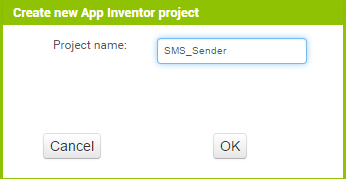 Create new App Inventor project
Project name: SMS_Sender
Cancel OK